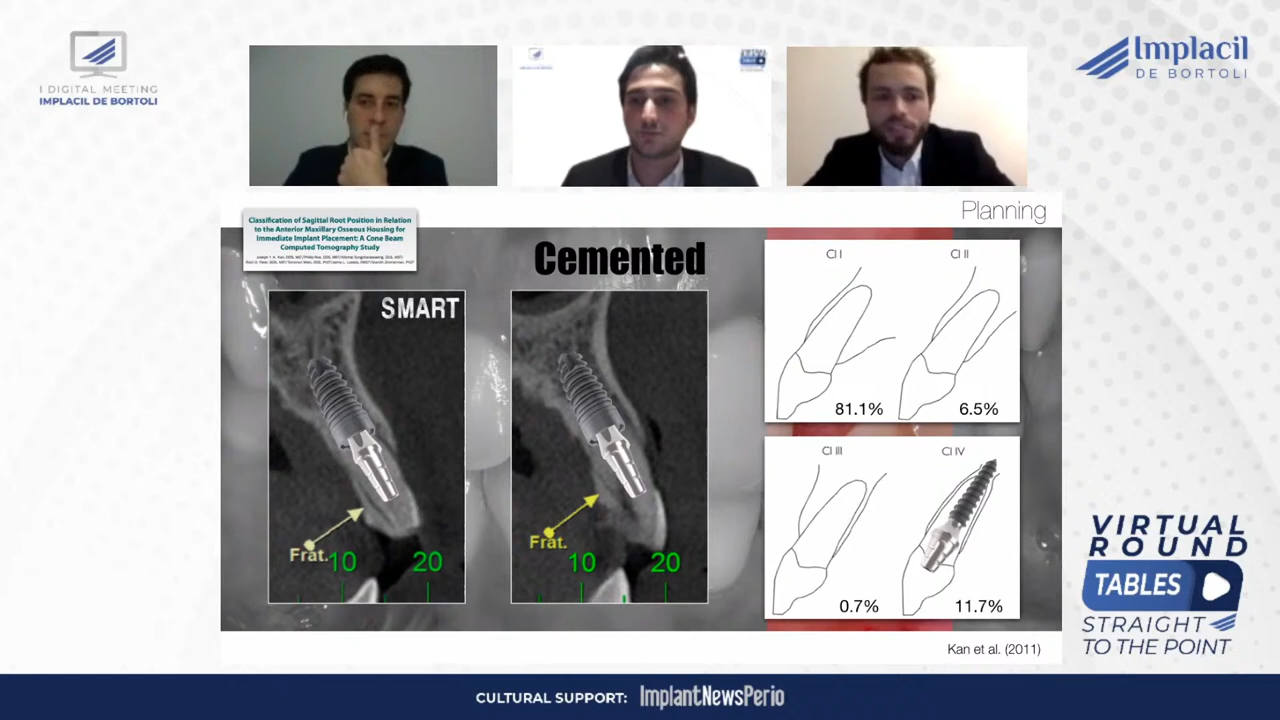 I DIGITAL MEETING
IMPLACIL DE BORTOLI
Implacil
DE BORTOLI
Planning
Classification of Sagittal Root Position in Relation
to the Anterior Maxillary Osseous Housing for
Immediate Implant Placement: A Cone Beam
Computed Tomography Study
Cemented
SMART
Frat.
10
20
Frat.
10
20
Cl I
Cl II
81.1%
6.5%
Cl III
Cl IV
0.7%
11.7%
Kan et al. (2011)
VIRTUAL
ROUND
TABLES
STRAIGHT
TO THE POINT
CULTURAL SUPPORT: ImplantNewsPerio